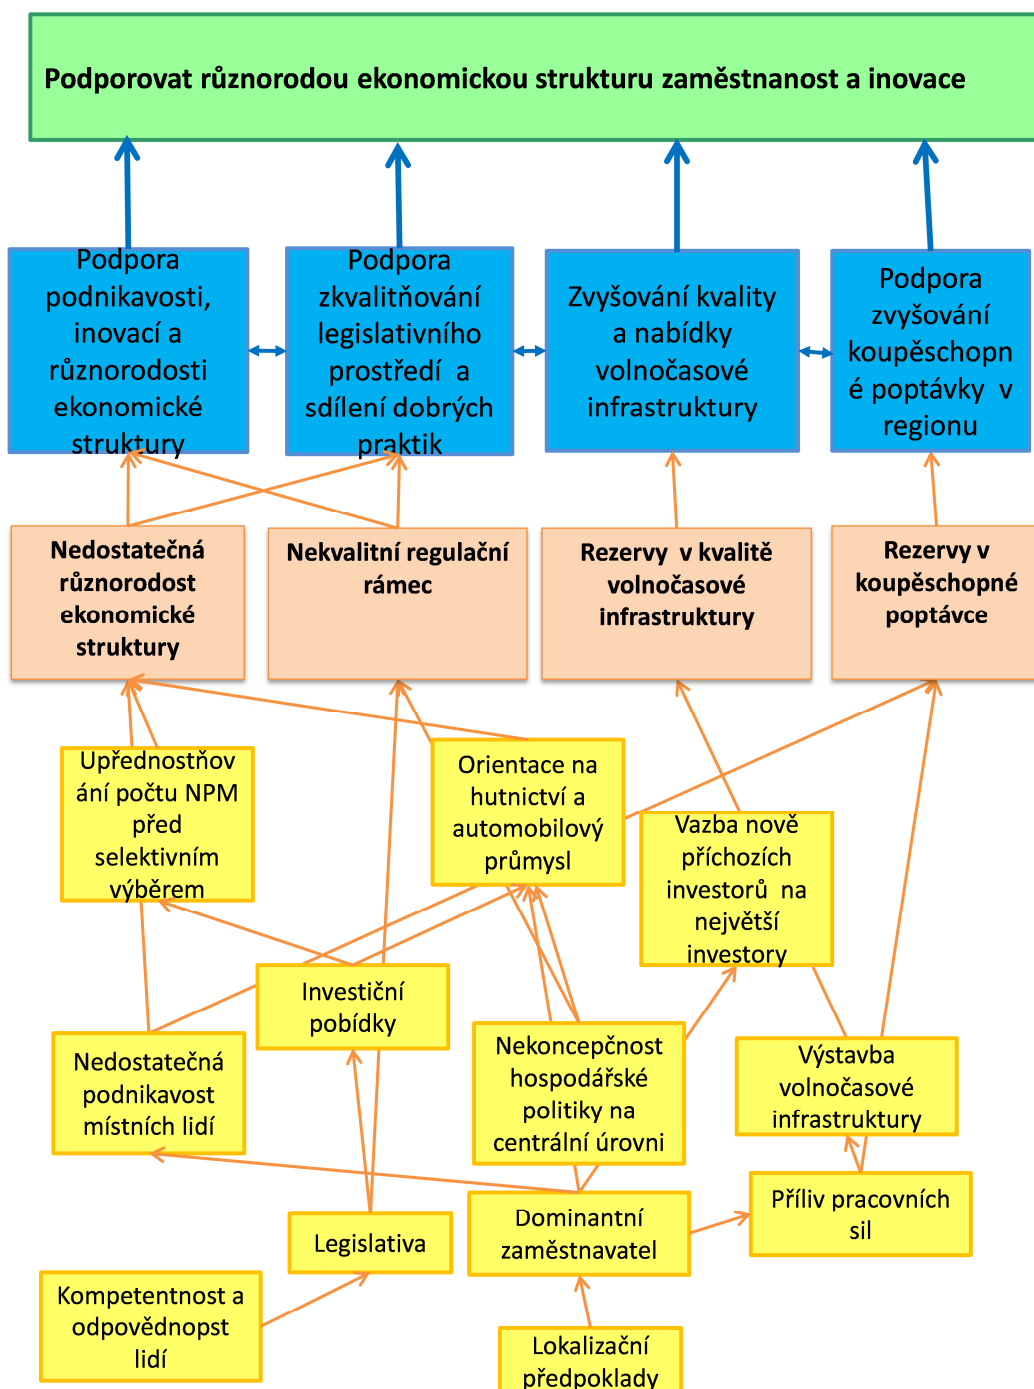 Podporovat různorodou ekonomickou strukturu zaměstnanost a inovace
Podpora
podnikavosti,
inovací a
různorodosti
ekonomické
struktury
Podpora
zkvalitňování
legislativního
prostředí a
sdílení dobrých
praktik
Zvyšování kvality
a nabídky
volnočasové
infrastruktury
Podpora
zvyšování
koupěschopn
é poptávky v
regionu
Nedostatečná
různorodost
ekonomické
struktury
Nekvalitní regulační
rámec
Rezervy v kvalitě
volnočasové
infrastruktury
Rezervy v
koupěschopné
poptávce
Upřednostňov
ání počtu NPM
před
selektivním
výběrem
Orientace na
hutnictví a
automobilový
průmysl
Vazba nově
příchozích
investorů na
největší
investory
Investiční
pobídky
Nedostatečná
podnikavost
místních lidí
Nekoncepčnost
hospodářské
politiky na
centrální úrovni
Výstavba
volnočasové
infrastruktury
Legislativa
Dominantní
zaměstnavatel
Příliv pracovních
sil
Kompetentnost a
odpovědnopst
lidí
Lokalizační
předpoklady